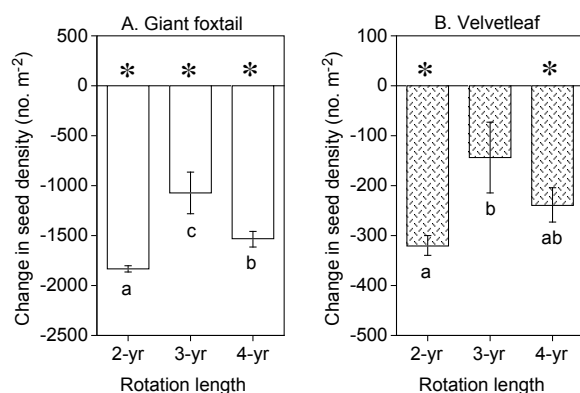 A. Giant foxtail
500
0
-500
-1000
-1500
-2000
-2500
Change in seed density (no. m-2)
* * *
a
c
b
2-yr 3-yr 4-yr
Rotation length
B. Velvetleaf
100
0
-100
-200
-300
-400
-500
Change in seed density (no. m-2)
* *
a
b
ab
2-yr 3-yr 4-yr
Rotation length